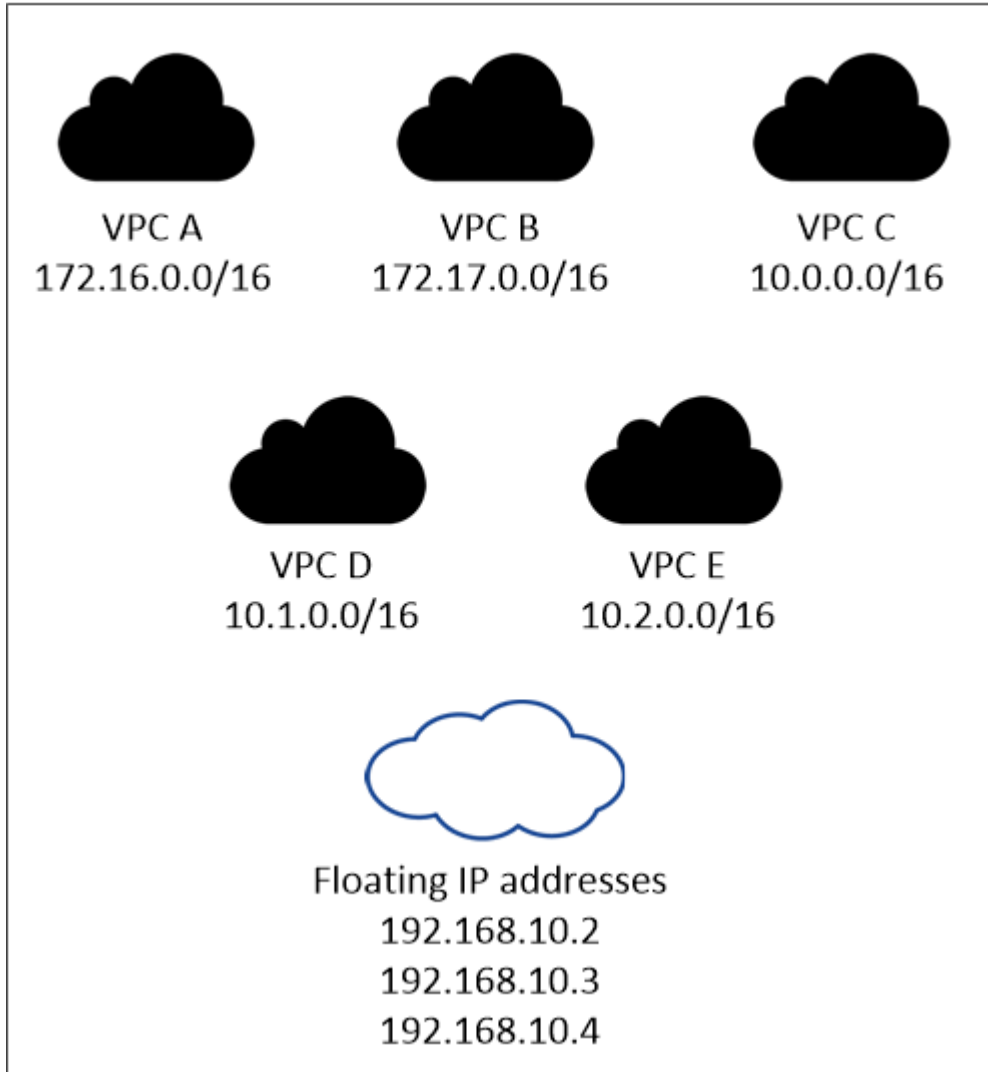 VPC A
172.16.0.0/16
VPC B
172.17.0.0/16
VPC C
10.0.0.0/16
VPC D
10.1.0.0/16
VPC E
10.2.0.0/16
Floating IP addresses
192.168.10.2
192.168.10.3
192.168.10.4